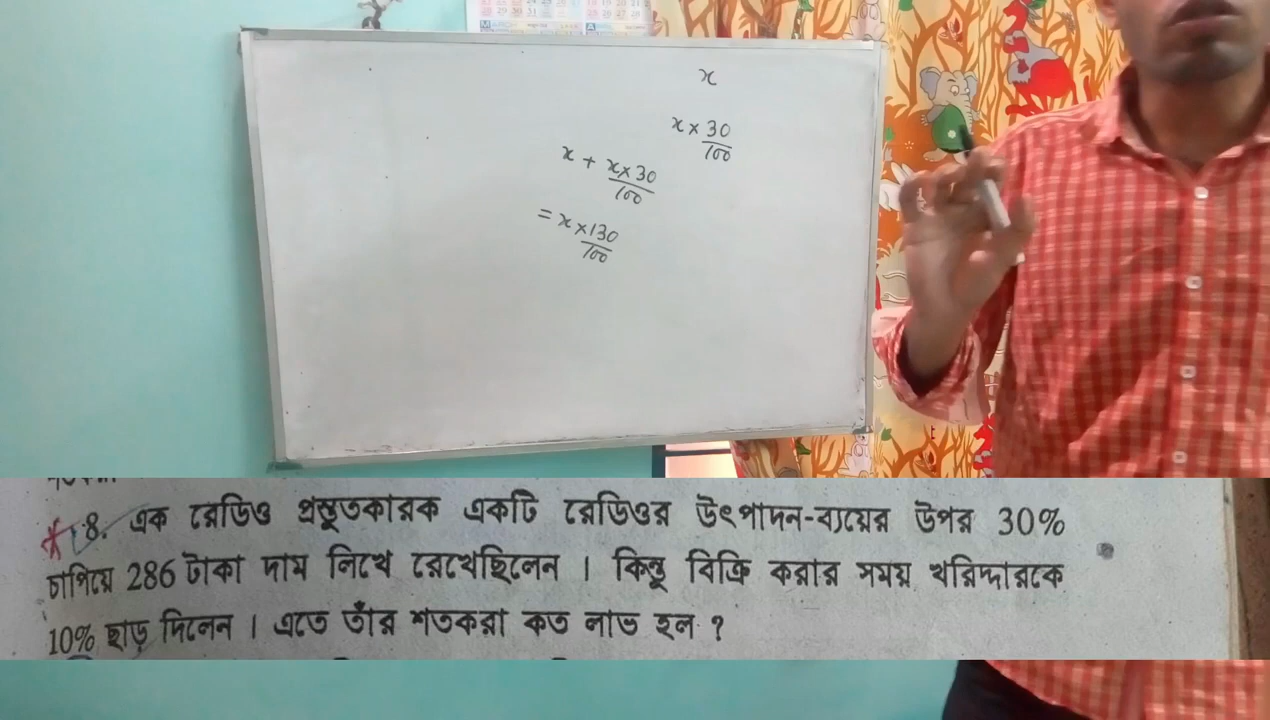 x
x × 30
100
x + x×30
100
= x ×130
100
8. এক রেডিও প্রস্তুতকারক একটি রেডিওর উৎপাদন-ব্যয়ের উপর 30%
চাপিয়ে 286 টাকা দাম লিখে রেখেছিলেন । কিন্তু বিক্রি করার সময় খরিদ্দারকে
10% ছাড় দিলেন । এতে তাঁর শতকরা কত লাভ হল ?